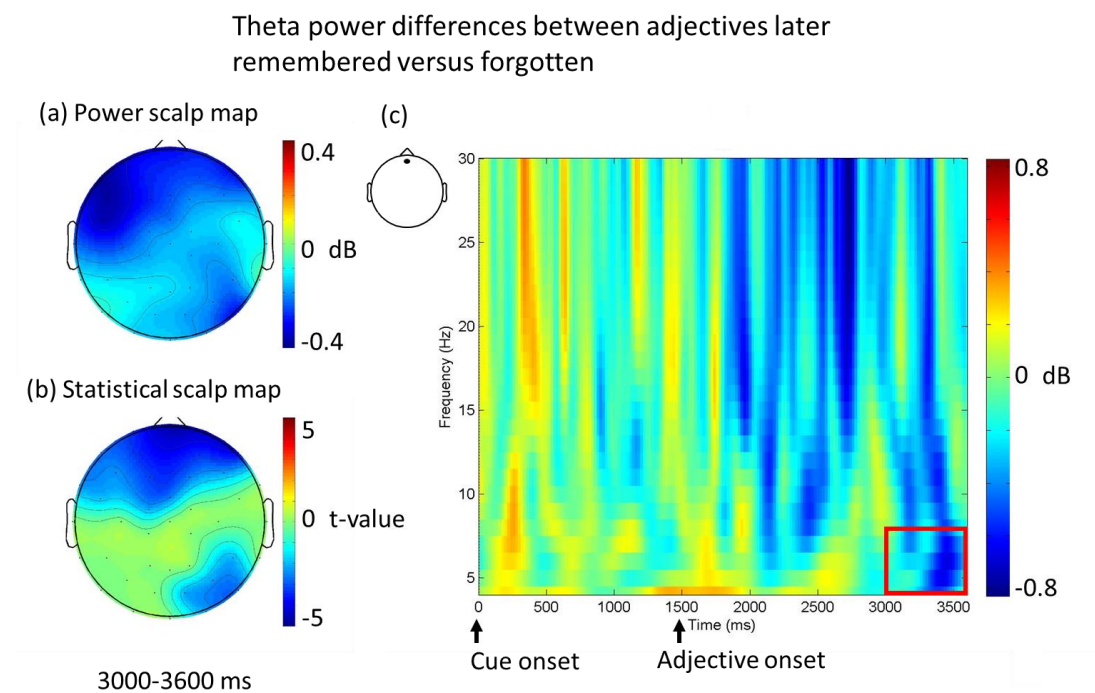 Theta power differences between adjectives later
remembered versus forgotten
(a) Power scalp map
0.4
0 dB
-0.4
(b) Statistical scalp map
5
0 t-value
-5
3000-3600 ms
(c)
30
25
20
15
10
5
Frequency (Hz)
0 500 1000 1500 2000 2500 3000 3500
Time (ms)
Cue onset
Adjective onset
0.8
0 dB
-0.8